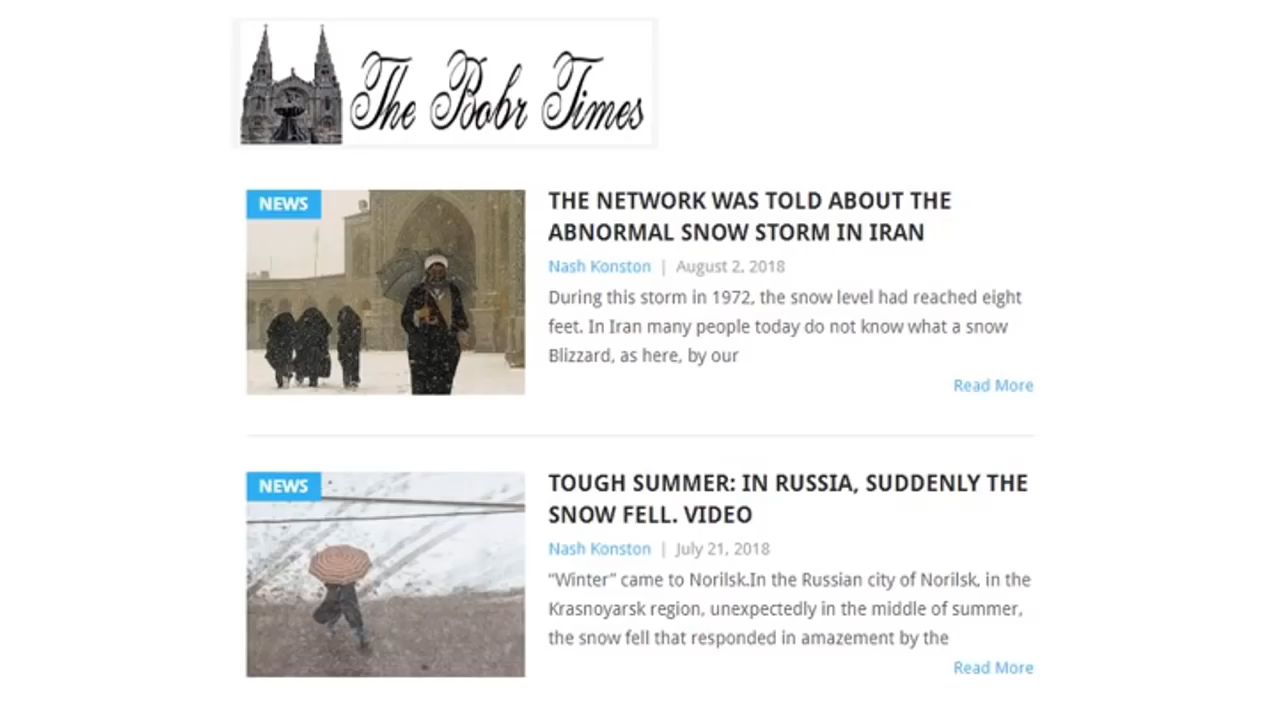 The Bobr Times
NEWS
THE NETWORK WAS TOLD ABOUT THE
ABNORMAL SNOW STORM IN IRAN
Nash Konston | August 2, 2018
During this storm in 1972, the snow level had reached eight
feet. In Iran many people today do not know what a snow
Blizzard, as here, by our
Read More
NEWS
TOUGH SUMMER: IN RUSSIA, SUDDENLY THE
SNOW FELL. VIDEO
Nash Konston | July 21, 2018
“Winter” came to Norilsk.In the Russian city of Norilsk, in the
Krasnoyarsk region, unexpectedly in the middle of summer,
the snow fell that responded in amazement by the
Read More